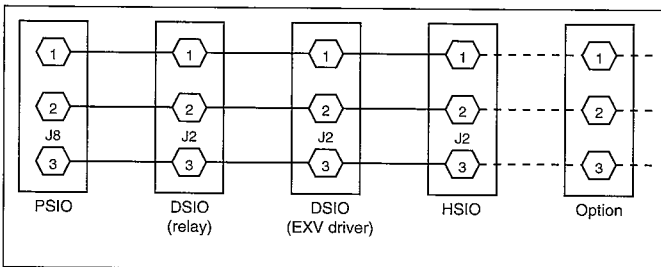 1 1 1 1 1
2 2 2 2 2
J8 J2 J2 J2
3 3 3 3 3
PSIO DSIO DSIO HSIO Option
(relay) (EXV driver)